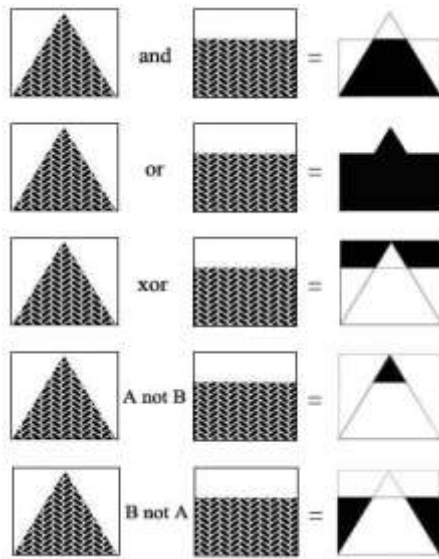 and =
or =
xor =
A not B =
B not A =